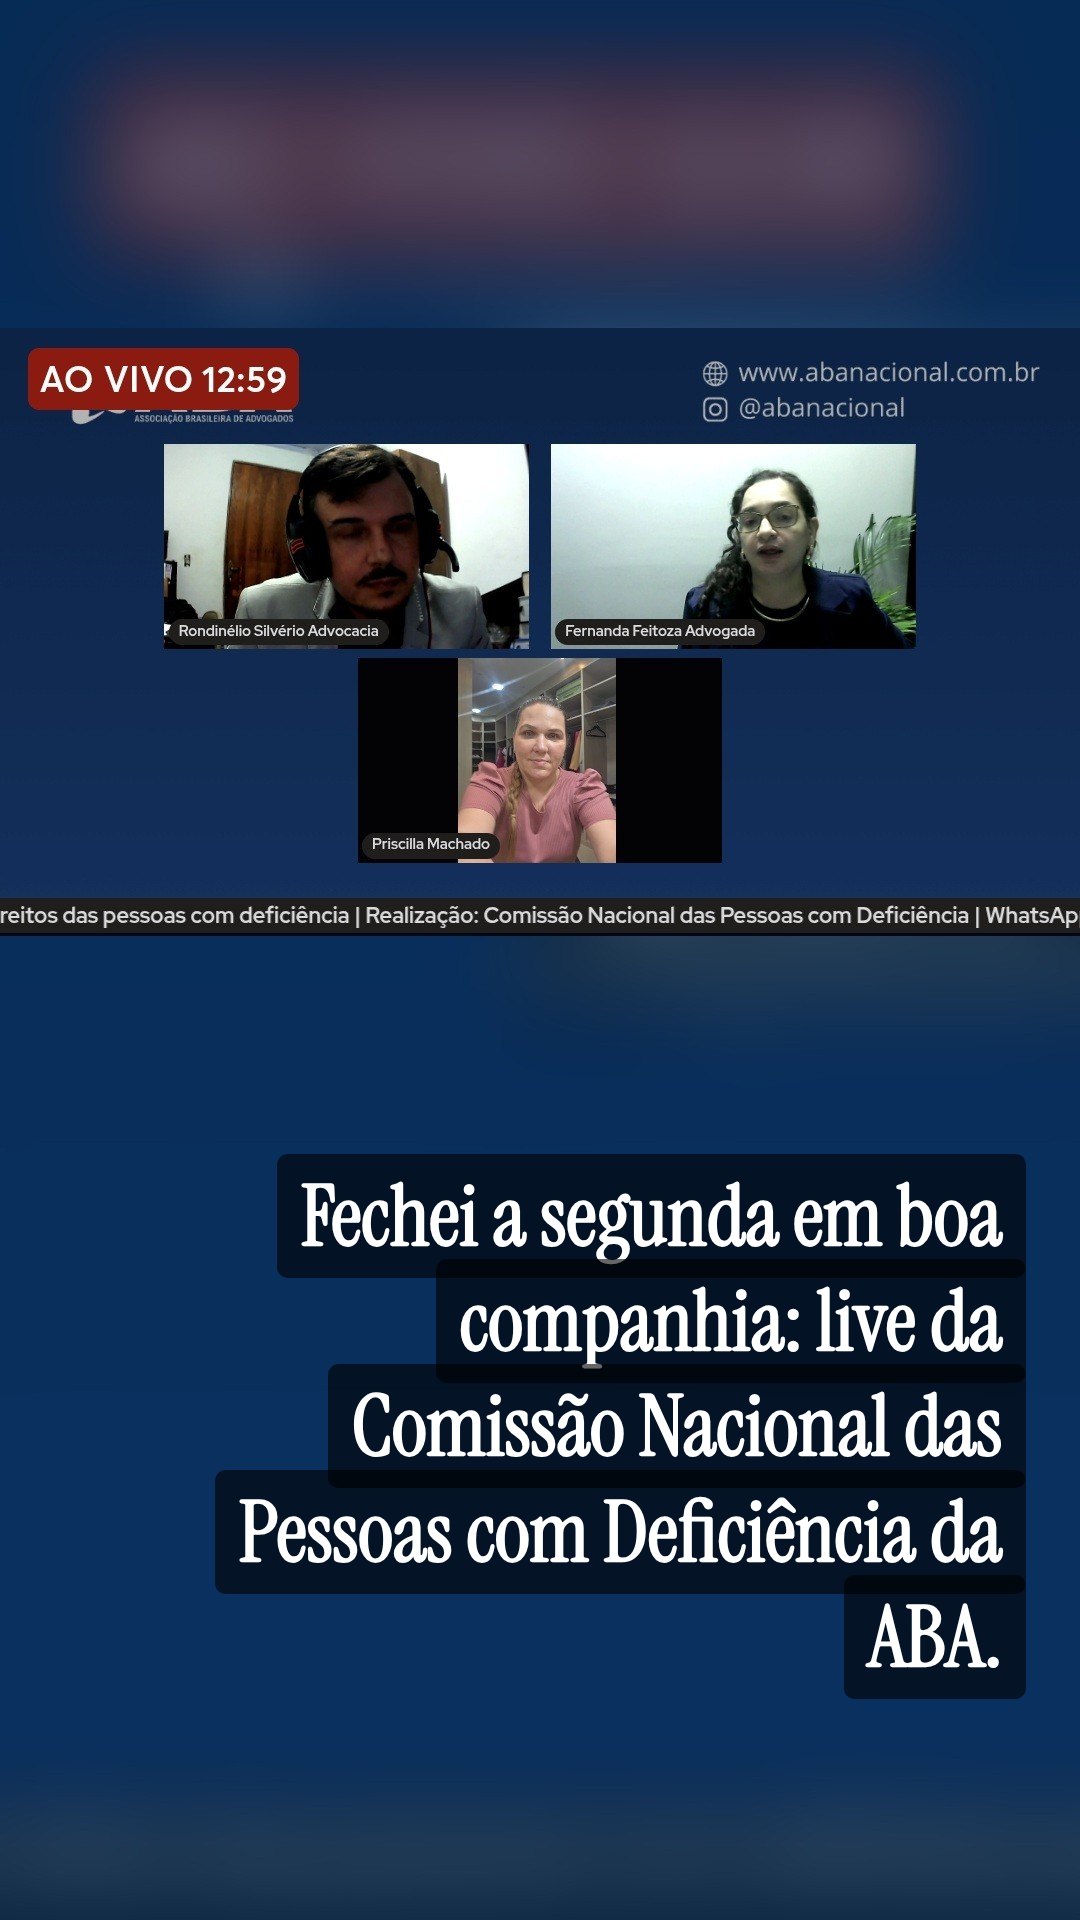 AO VIVO 12:59
ASSOCIAÇÃO BRASILEIRA DE ADVOGADOS
www.abanacional.com.br
@abanacional
Rondinélio Silvério Advocacia
Fernanda Feitoza Advogada
Priscilla Machado
reitos das pessoas com deficiência | Realização: Comissão Nacional das Pessoas com Deficiência | WhatsAp
Fechei a segunda em boa
companhia: live da
Comissão Nacional das
Pessoas com Deficiência da
ABA.